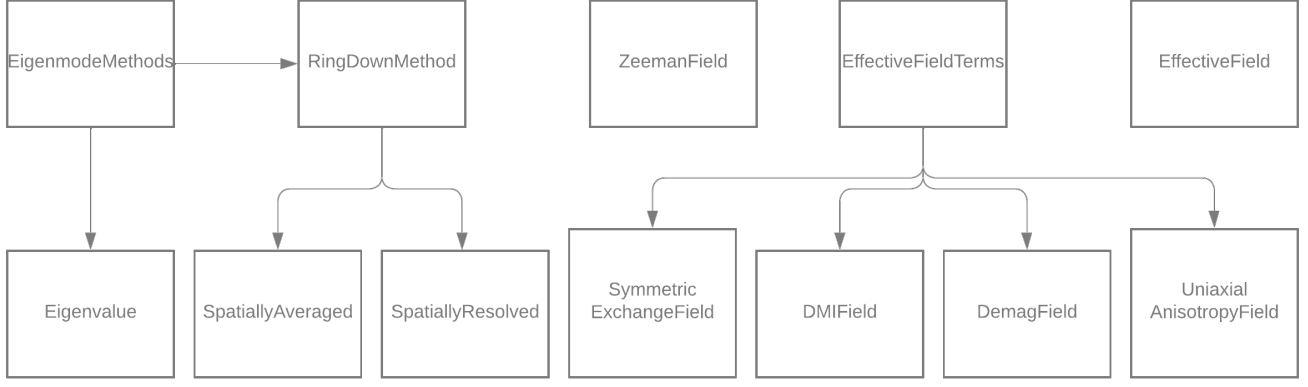 EigenmodeMethods
RingDownMethod
ZeemanField
EffectiveFieldTerms
EffectiveField
Eigenvalue
SpatiallyAveraged
SpatiallyResolved
Symmetric
ExchangeField
DMIField
DemagField
Uniaxial
AnisotropyField